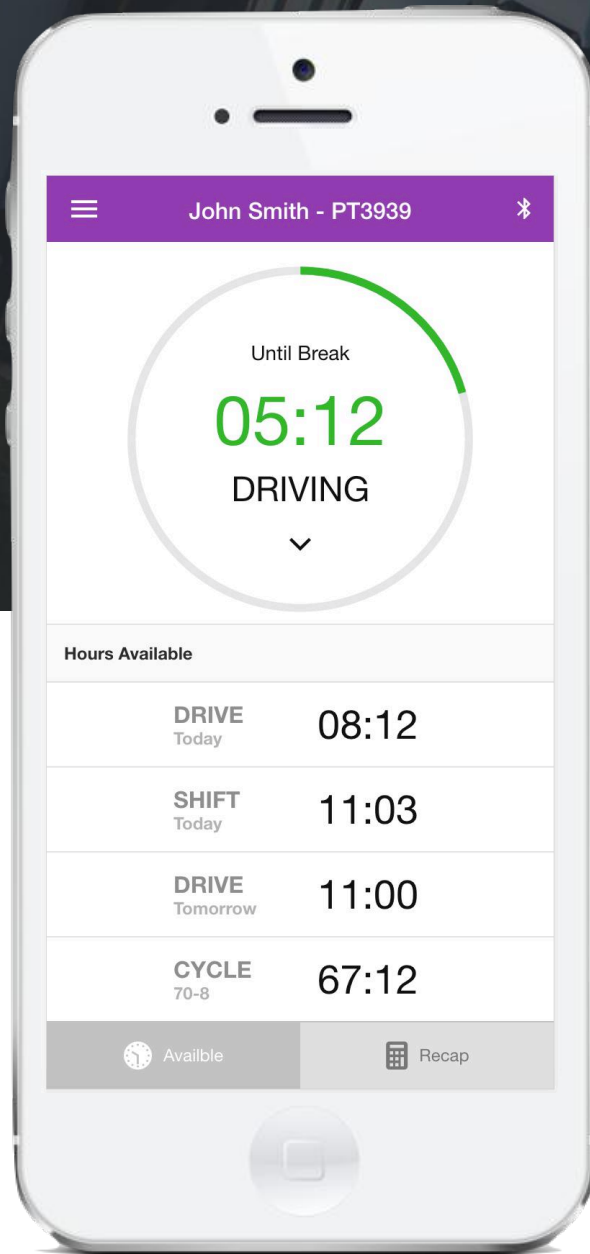 John Smith - PT3939
Until Break
05:12
DRIVING
Hours Available
DRIVE
Today
08:12
SHIFT
Today
11:03
DRIVE
Tomorrow
11:00
CYCLE
70-8
67:12
Availble
Recap